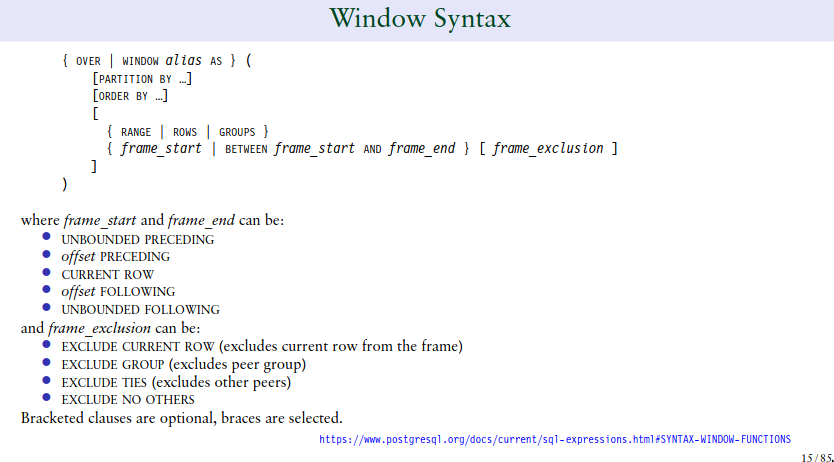 Window Syntax
{ OVER | WINDOW alias AS } (
[PARTITION BY …]
[ORDER BY …]
[
{ RANGE | ROWS | GROUPS }
{ frame_start | BETWEEN frame_start AND frame_end } [ frame_exclusion ]
]
)
where frame_start and frame_end can be:
• UNBOUNDED PRECEDING
• offset PRECEDING
• CURRENT ROW
• offset FOLLOWING
• UNBOUNDED FOLLOWING
and frame_exclusion can be:
• EXCLUDE CURRENT ROW (excludes current row from the frame)
• EXCLUDE GROUP (excludes peer group)
• EXCLUDE TIES (excludes other peers)
• EXCLUDE NO OTHERS
Bracketed clauses are optional, braces are selected.
https://www.postgresql.org/docs/current/sql-expressions.html#SYNTAX-WINDOW-FUNCTIONS
15/85